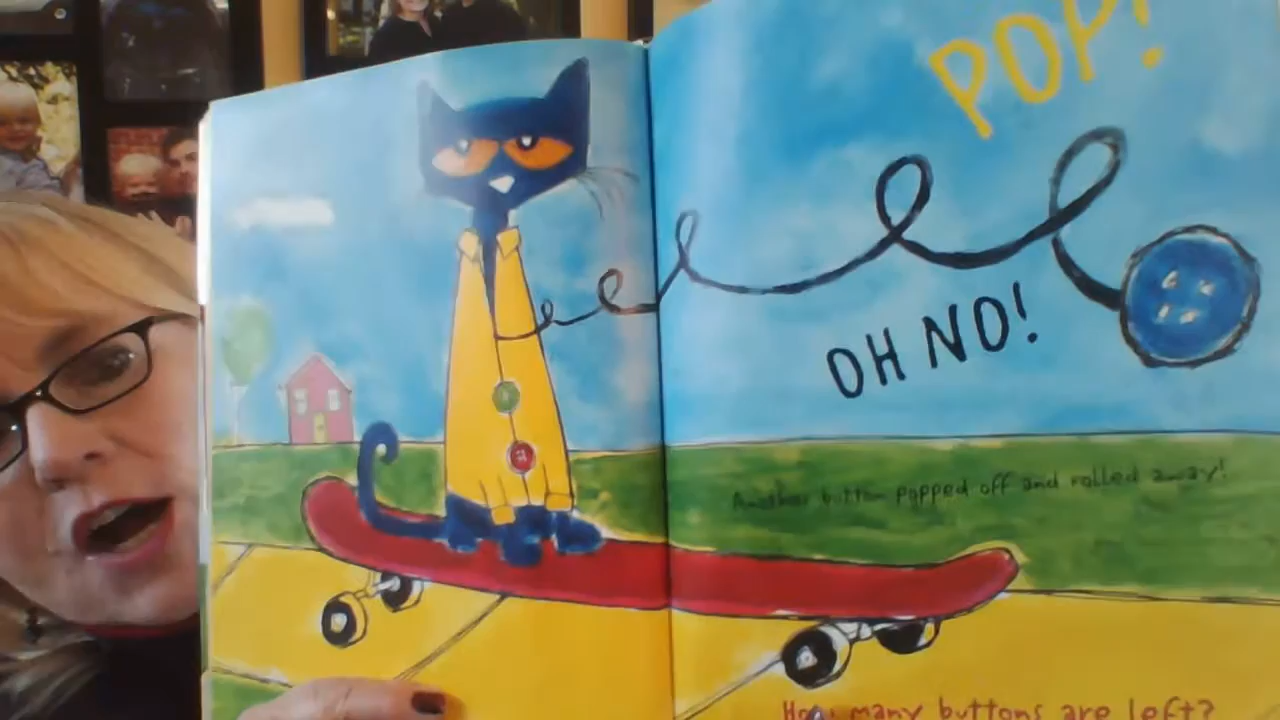 POP!
OH NO!
Another button popped off and rolled away!
How many buttons are left?